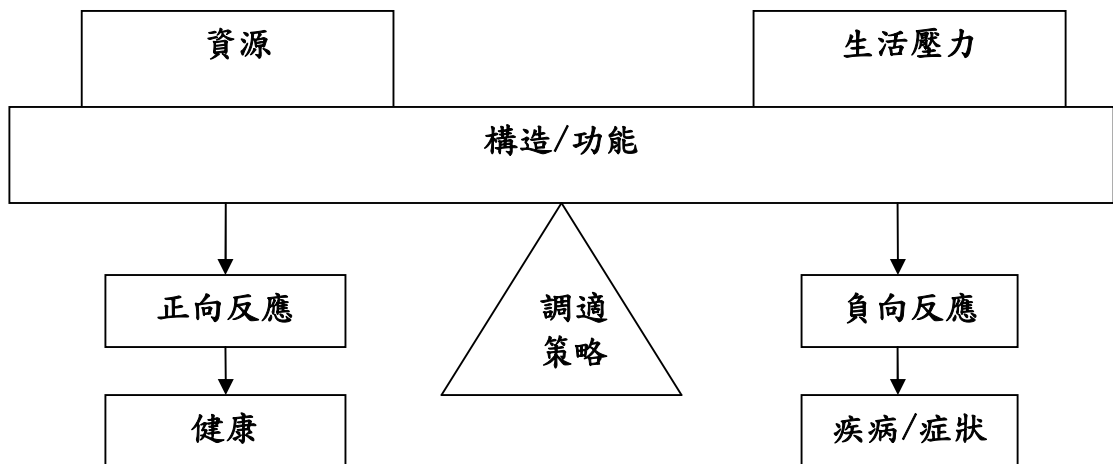 資源
生活壓力
構造/功能
正向反應
調適
策略
負向反應
健康
疾病/症狀